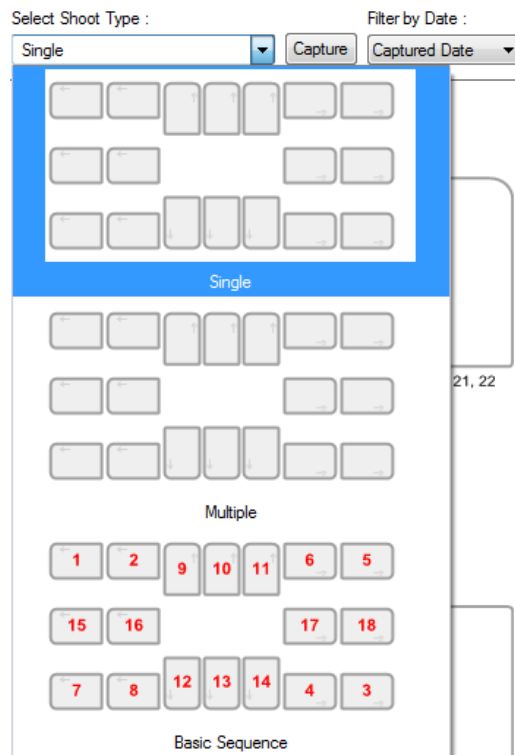 Select Shoot Type :
Filter by Date :
Single
Capture
Captured Date
Single
21, 22
Multiple
1 2 9 10 11 6 5
15 16 17 18
7 8 12 13 14 4 3
Basic Sequence